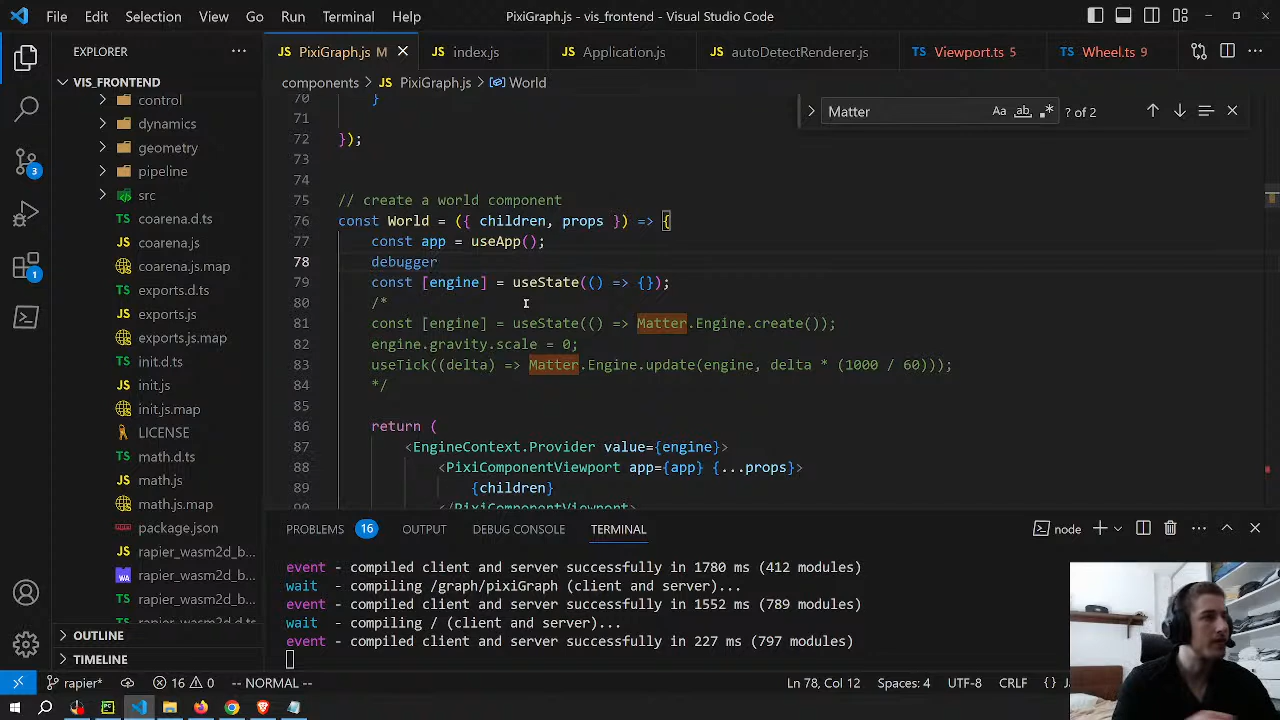 File Edit Selection View Go Run Terminal Help PixiGraph.js - vis_frontend - Visual Studio Code
EXPLORER
PixiGraph.js M
index.js
Application.js
autoDetectRenderer.js
Viewport.ts 5
Wheel.ts 9
VIS_FRONTEND
control
dynamics
geometry
pipeline
src
coarena.d.ts
coarena.js
coarena.js.map
exports.d.ts
exports.js
exports.js.map
init.d.ts
init.js
init.js.map
LICENSE
math.d.ts
math.js
math.js.map
package.json
rapier_wasm2d_b...
rapier_wasm2d_b...
rapier_wasm2d_b...
rapier_wasm2d.d.ts
OUTLINE
TIMELINE
components > JS PixiGraph.js > World
Matter
Aa ab .* ? of 2
70 }
71
72 });
73
74
75 // create a world component
76 const World = ({ children, props }) => {
77 const app = useApp();
78 debugger
79 const [engine] = useState(() => {});
80 /*
81 const [engine] = useState(() => Matter.Engine.create());
82 engine.gravity.scale = 0;
83 useTick((delta) => Matter.Engine.update(engine, delta * (1000 / 60)));
84 */
85
86 return (
87 <EngineContext.Provider value={engine}>
88 <PixiComponentViewport app={app} {...props}>
89 {children}
90 </PixiComponentViewport>
PROBLEMS 16 OUTPUT DEBUG CONSOLE TERMINAL
node
event - compiled client and server successfully in 1780 ms (412 modules)
wait - compiling /graph/pixiGraph (client and server)...
event - compiled client and server successfully in 1552 ms (789 modules)
wait - compiling / (client and server)...
event - compiled client and server successfully in 227 ms (797 modules)
3
1
rapier* 16 0 -- NORMAL -- Ln 78, Col 12 Spaces: 4 UTF-8 CRLF {}